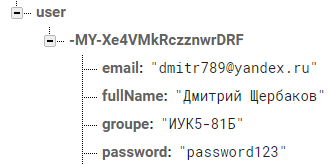 user
-MY-Xe4VMkRczznwrDRF
email: "dmitr789@yandex.ru"
fullName: "Дмитрий Щербаков"
groupe: "ИУК5-81Б"
password: "password123"